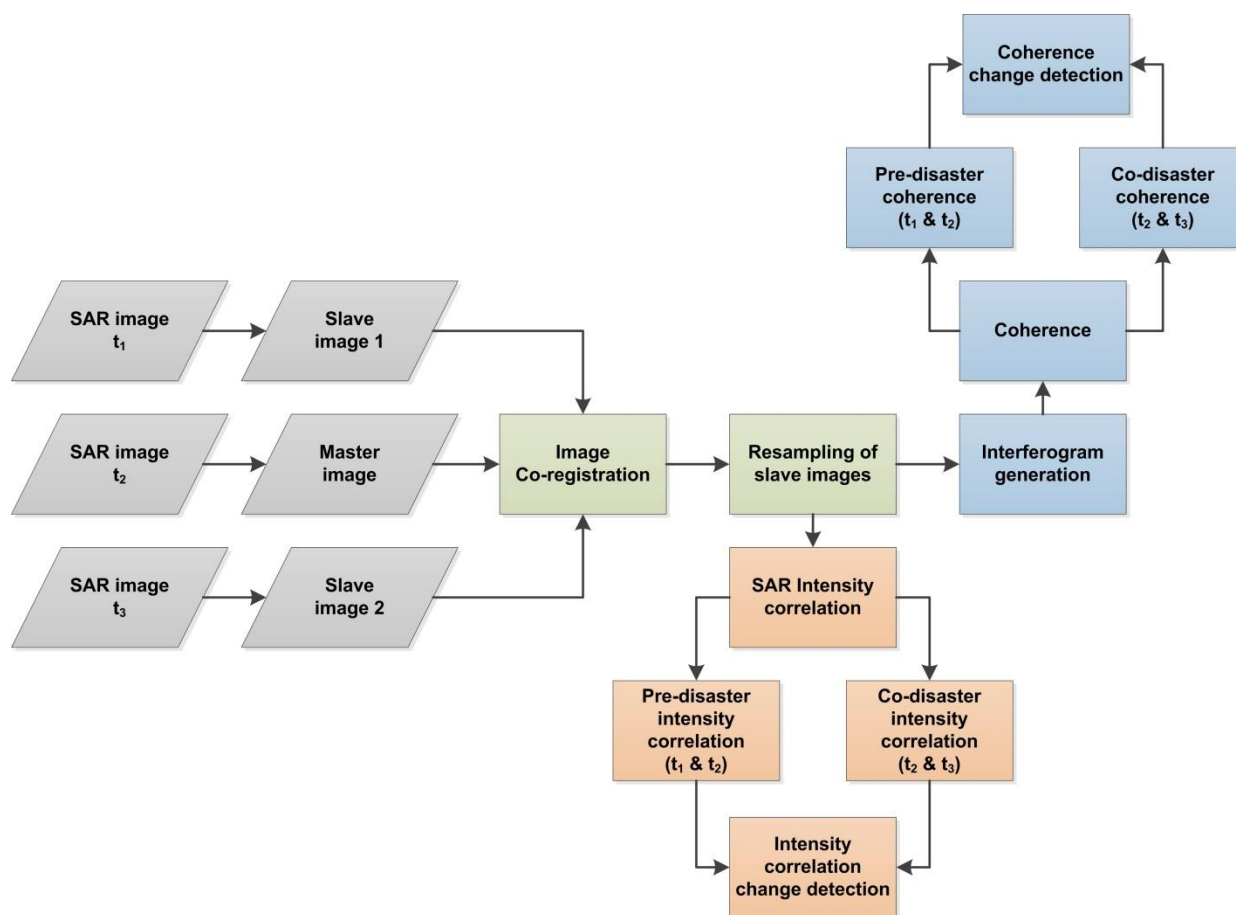 Coherence
change detection
Pre-disaster
coherence
(t₁ & t₂)
Co-disaster
coherence
(t₂ & t₃)
SAR image
t₁
Slave
image 1
Coherence
SAR image
t₂
Master
image
Image
Co-registration
Resampling of
slave images
Interferogram
generation
SAR image
t₃
Slave
image 2
SAR Intensity
correlation
Pre-disaster
intensity
correlation
(t₁ & t₂)
Co-disaster
intensity
correlation
(t₂ & t₃)
Intensity
correlation
change detection